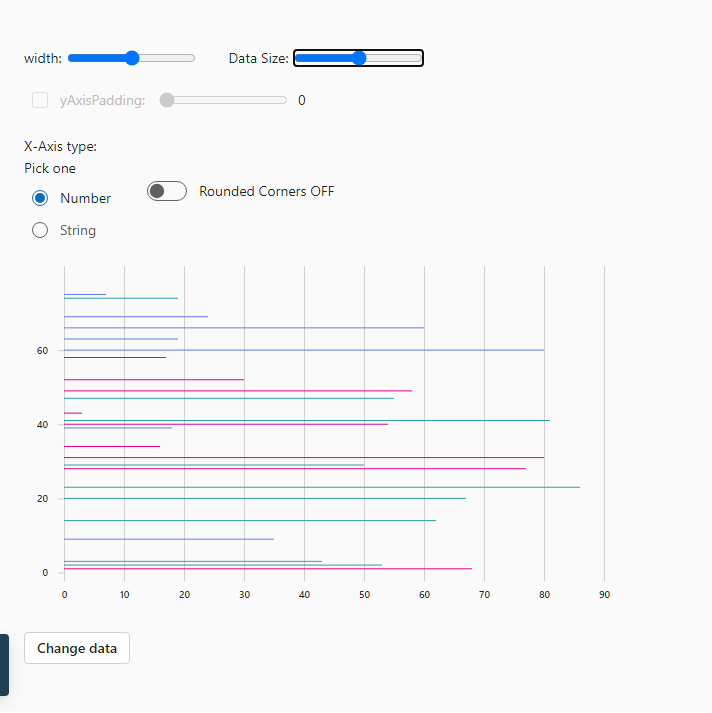 width: Data Size:
yAxisPadding: 0
X-Axis type:
Pick one
Number Rounded Corners OFF
String
60
40
20
0
0 10 20 30 40 50 60 70 80 90
Change data